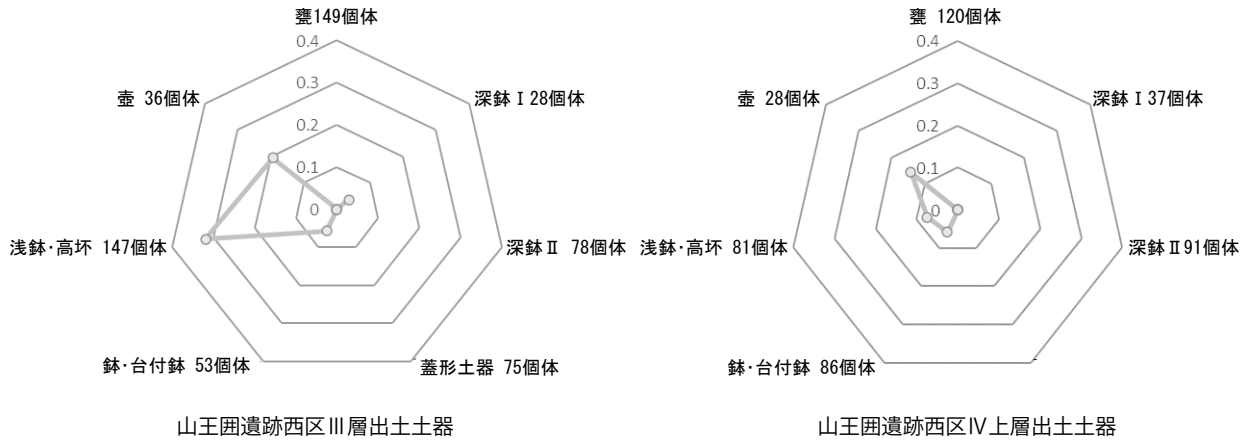 甕149個体
0.4
0.3
0.2
0.1
0
壺 36個体
深鉢Ⅰ28個体
浅鉢･高坏 147個体
深鉢Ⅱ 78個体
鉢･台付鉢 53個体
蓋形土器 75個体
山王囲遺跡西区Ⅲ層出土土器
甕 120個体
0.4
0.3
0.2
0.1
0
壺 28個体
深鉢Ⅰ37個体
浅鉢･高坏 81個体
深鉢Ⅱ91個体
鉢･台付鉢 86個体
山王囲遺跡西区Ⅳ上層出土土器